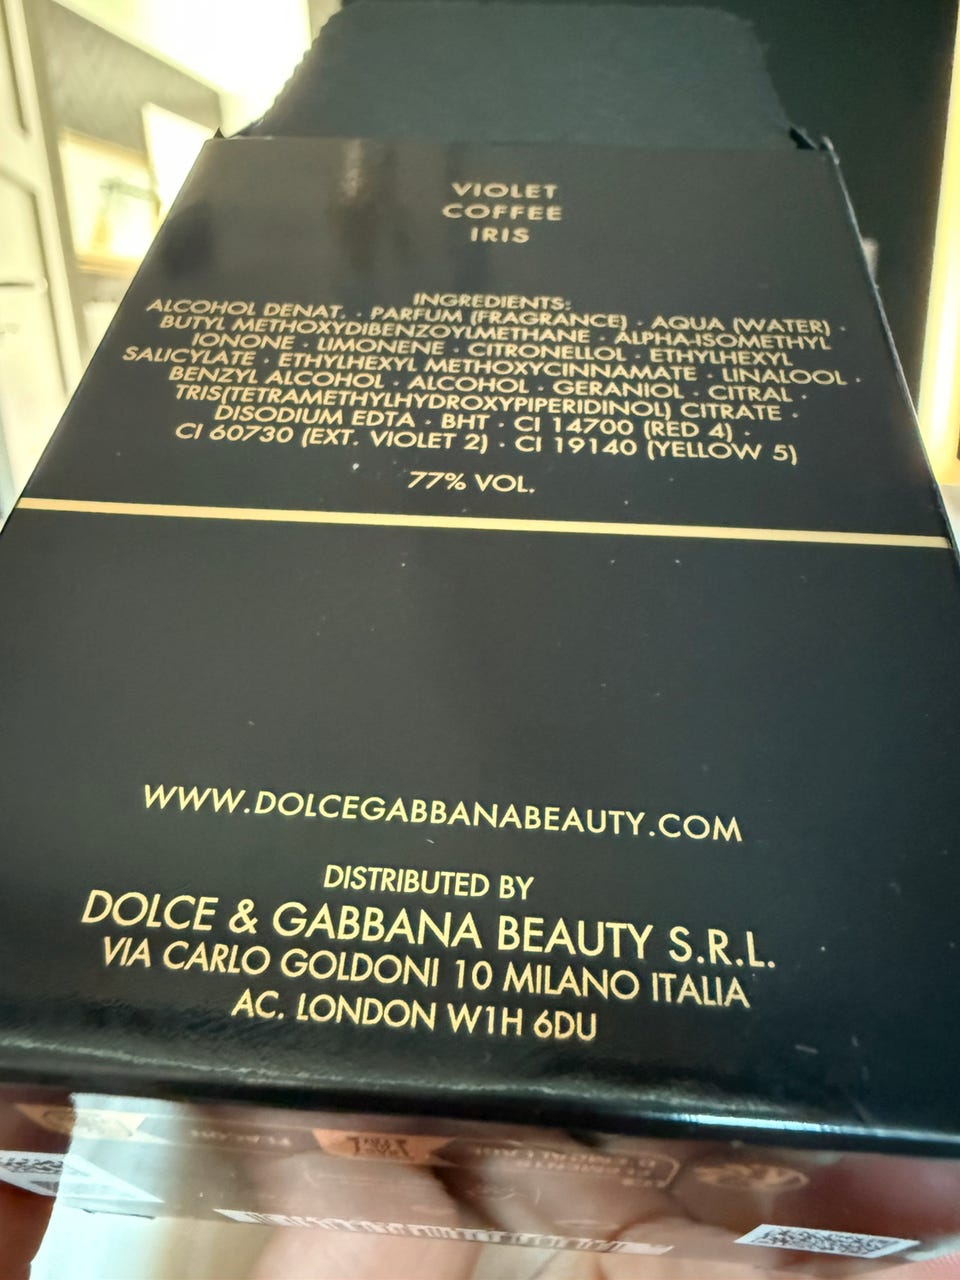 VIOLET
COFFEE
IRIS
INGREDIENTS:
ALCOHOL DENAT. · PARFUM (FRAGRANCE) · AQUA (WATER) ·
BUTYL METHOXYDIBENZOYLMETHANE · ALPHA-ISOMETHYL
IONONE · LIMONENE · CITRONELLOL · ETHYLHEXYL
SALICYLATE · ETHYLHEXYL METHOXYCINNAMATE · LINALOOL ·
BENZYL ALCOHOL · ALCOHOL · GERANIOL · CITRAL ·
TRIS(TETRAMETHYLHYDROXYPIPERIDINOL) CITRATE ·
DISODIUM EDTA · BHT · CI 14700 (RED 4) ·
CI 60730 (EXT. VIOLET 2) · CI 19140 (YELLOW 5)
77% VOL.
WWW.DOLCEGABBANABEAUTY.COM
DISTRIBUTED BY
DOLCE & GABBANA BEAUTY S.R.L.
VIA CARLO GOLDONI 10 MILANO ITALIA
AC. LONDON W1H 6DU